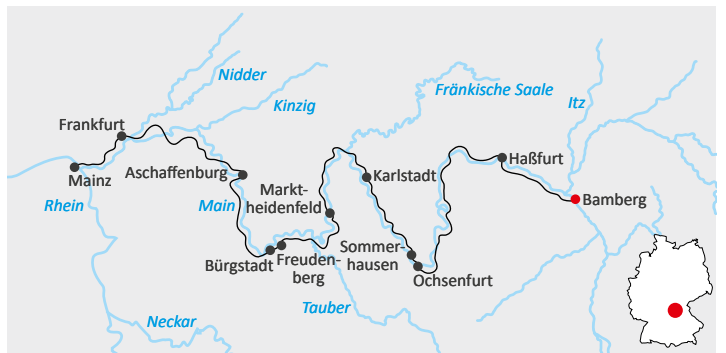 Nidder
Fränkische Saale
Kinzig
Itz
Frankfurt
Haßfurt
Mainz
Aschaffenburg
Karlstadt
Markt-
heidenfeld
Bamberg
Rhein
Main
Sommer-
hausen
Bürgstadt
Freuden-
berg
Ochsenfurt
Tauber
Neckar